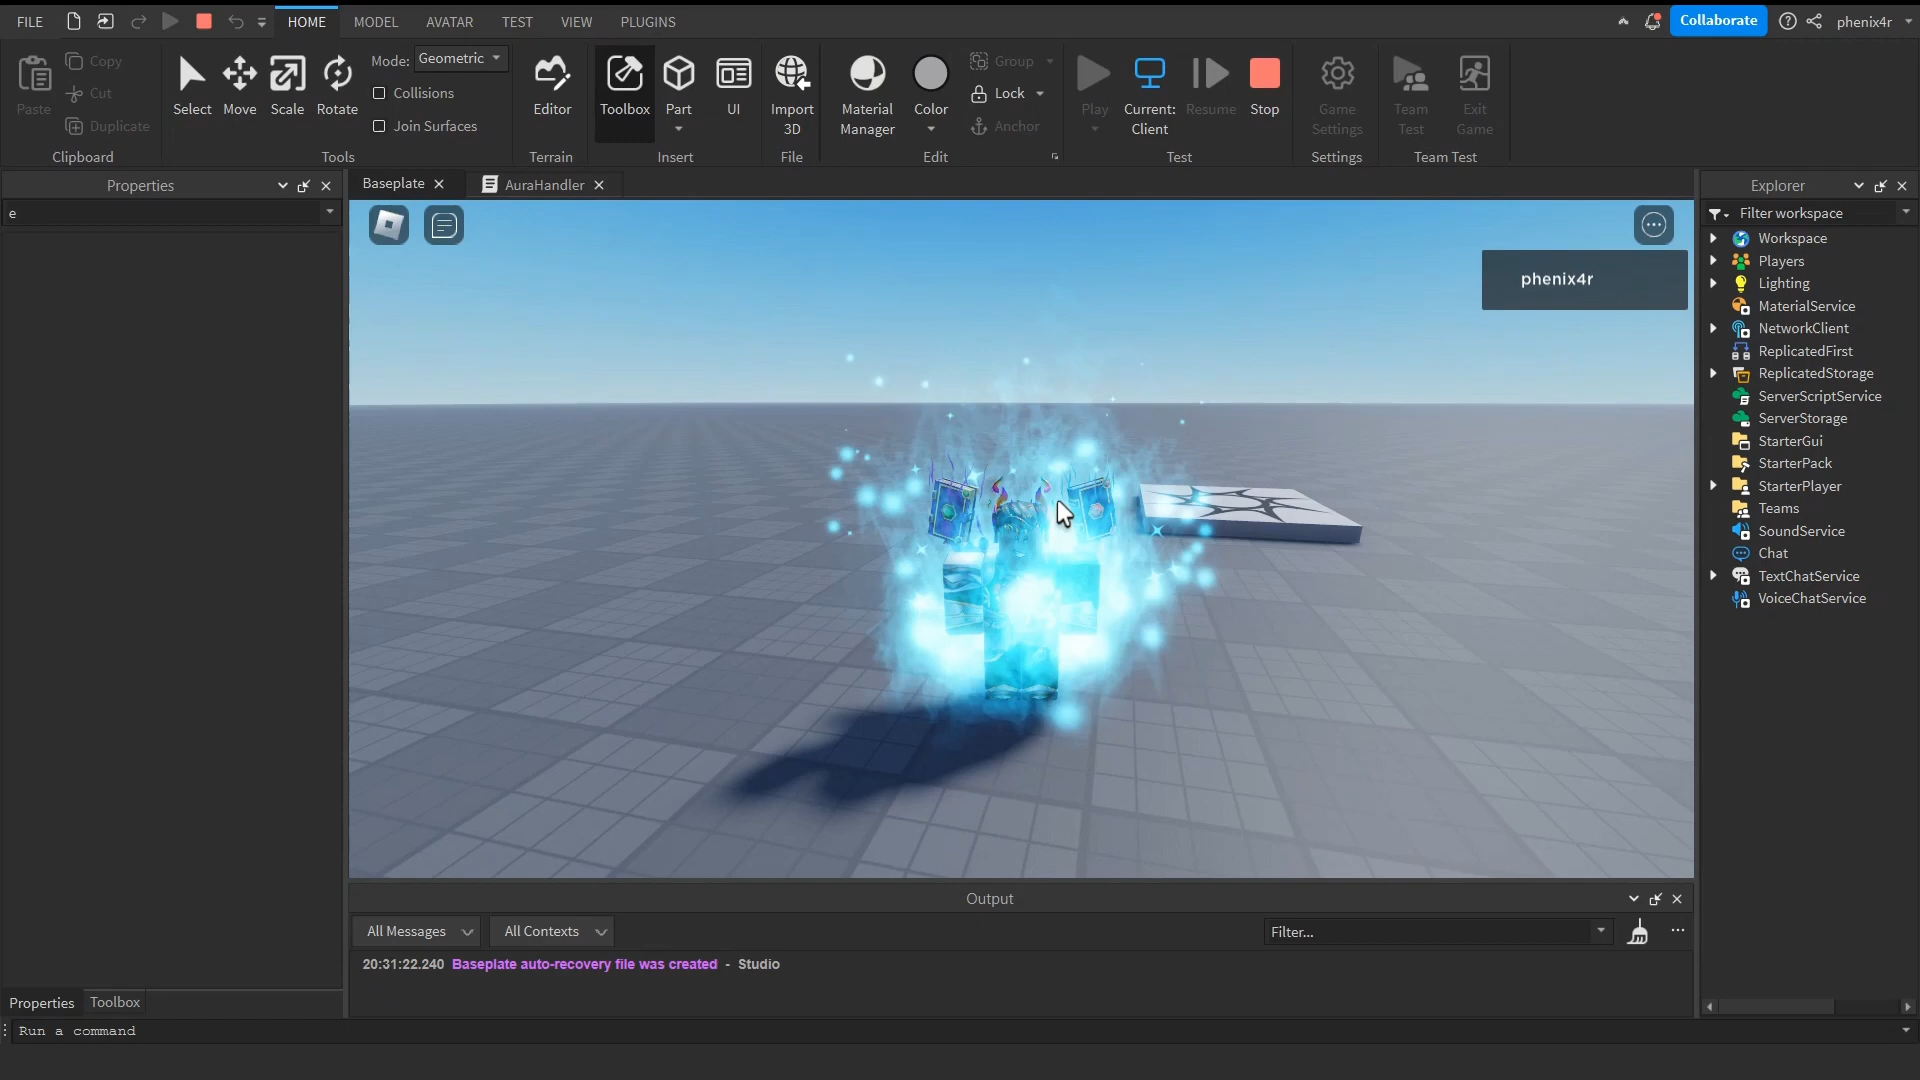 FILE
HOME
MODEL
AVATAR
TEST
VIEW
PLUGINS
Collaborate
phenix4r
Paste
Copy
Cut
Duplicate
Clipboard
Select
Move
Scale
Rotate
Mode:
Geometric
Collisions
Join Surfaces
Tools
Editor
Terrain
Toolbox
Part
UI
Insert
Import
3D
File
Material
Manager
Color
Group
Lock
Anchor
Edit
Play
Current:
Client
Resume
Stop
Test
Game
Settings
Settings
Team
Test
Exit
Game
Team Test
Properties
e
Baseplate
AuraHandler
phenix4r
Explorer
Filter workspace
Workspace
Players
Lighting
MaterialService
NetworkClient
ReplicatedFirst
ReplicatedStorage
ServerScriptService
ServerStorage
StarterGui
StarterPack
StarterPlayer
Teams
SoundService
Chat
TextChatService
VoiceChatService
Output
All Messages
All Contexts
Filter...
20:31:22.240 Baseplate auto-recovery file was created - Studio
Properties
Toolbox
Run a command